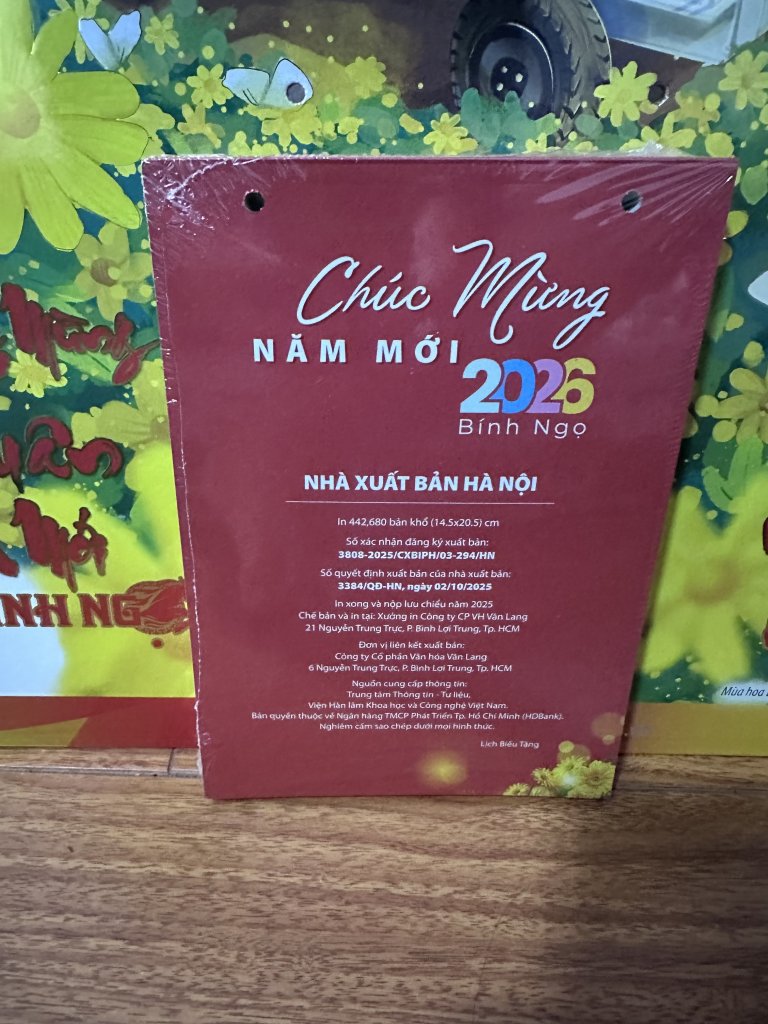 Chúc Mừng
NĂM MỚI
2026
Bính Ngọ
NHÀ XUẤT BẢN HÀ NỘI
In 442,680 bản khổ (14.5x20.5) cm
Số xác nhận đăng ký xuất bản:
3808-2025/CXBIPH/03-294/HN
Số quyết định xuất bản của nhà xuất bản:
3384/QĐ-HN, ngày 02/10/2025
In xong và nộp lưu chiểu năm 2025
Chế bản và in tại: Xưởng in Công ty CP VH Văn Lang
21 Nguyễn Trung Trực, P. Bình Lợi Trung, Tp. HCM
Đơn vị liên kết xuất bản:
Công ty Cổ phần Văn hóa Văn Lang
6 Nguyễn Trung Trực, P. Bình Lợi Trung, Tp. HCM
Nguồn cung cấp thông tin:
Trung tâm Thông tin - Tư liệu,
Viện Hàn lâm Khoa học và Công nghệ Việt Nam.
Bản quyền thuộc về Ngân hàng TMCP Phát Triển Tp. Hồ Chí Minh (HDBank).
Nghiêm cấm sao chép dưới mọi hình thức.
Lịch Biếu Tặng
Mừng
Mới
NH NGỌ
Mùa hoa